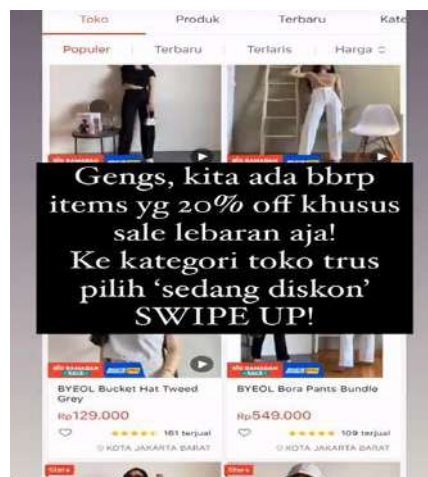 Toko Produk Terbaru Kate
Populer Terbaru Terlaris Harga
Gengs, kita ada bbrp
items yg 20% off khusus
sale lebaran aja!
Ke kategori toko trus
pilih 'sedang diskon'
SWIPE UP!
BYEOL Bucket Hat Tweed
Grey
Rp129.000
161 terjual
KOTA JAKARTA BARAT
BYEOL Bora Pants Bundle
Rp549.000
109 terjual
KOTA JAKARTA BARAT
Star+
Star+